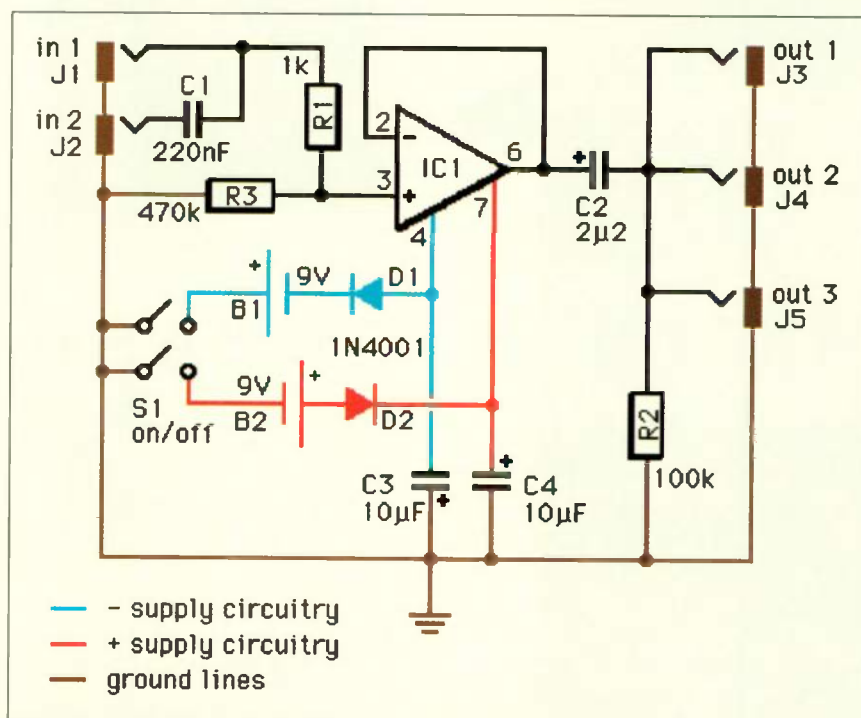 in 1
J1
in 2
J2
C1
220nF
1k
R1
R3
470k
2
-
3
+
IC1
6
7
4
+
C2
2µ2
out 1
J3
out 2
J4
out 3
J5
+
9V
D1
B1
1N4001
9V
+
B2
D2
S1
on/off
C3
10µF
+
+
C4
10µF
R2
100k
- supply circuitry
+ supply circuitry
ground lines